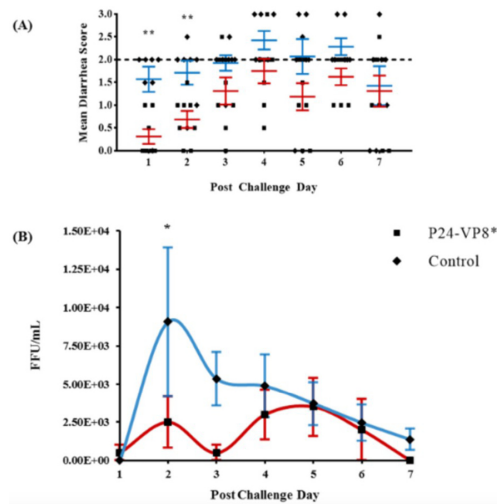 (A)
Mean Diarrhea Score
3.0
2.5
2.0
1.5
1.0
0.5
0.0
**
**
1 2 3 4 5 6 7
Post Challenge Day
(B)
FFU/mL
1.50E+04
1.25E+04
1.00E+04
7.50E+03
5.00E+03
2.50E+03
0.00E+00
*
1 2 3 4 5 6 7
Post Challenge Day
P24-VP8*
Control